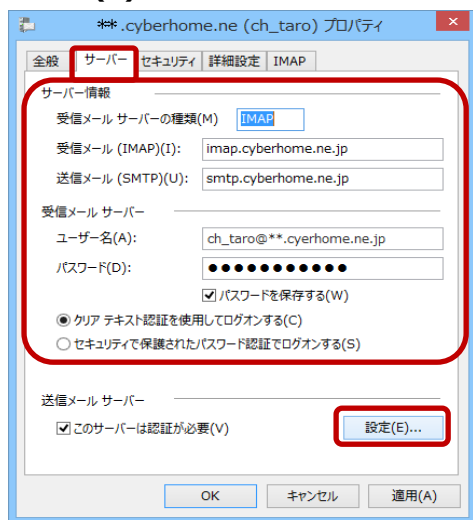 **.cyberhome.ne (ch_taro) プロパティ
全般 サーバー セキュリティ 詳細設定 IMAP
サーバー情報
受信メール サーバーの種類(M) IMAP
受信メール (IMAP)(I): imap.cyberhome.ne.jp
送信メール (SMTP)(U): smtp.cyberhome.ne.jp
受信メール サーバー
ユーザー名(A): ch_taro@**.cyerhome.ne.jp
パスワード(D): ●●●●●●●●●●●
パスワードを保存する(W)
クリア テキスト認証を使用してログオンする(C)
セキュリティで保護されたパスワード認証でログオンする(S)
送信メール サーバー
このサーバーは認証が必要(V) 設定(E)...
OK キャンセル 適用(A)